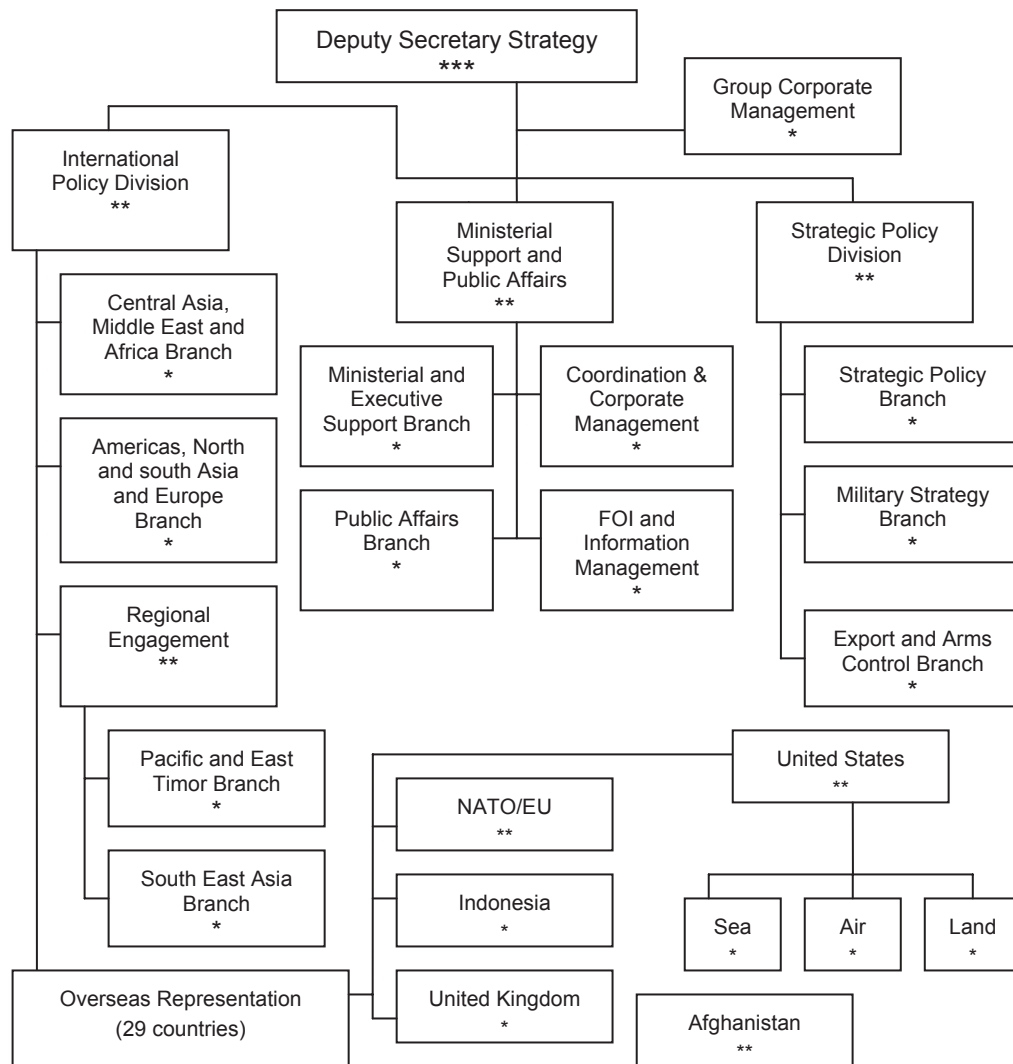 Deputy Secretary Strategy
***
Group Corporate
Management
*
International
Policy Division
**
Ministerial
Support and
Public Affairs
**
Strategic Policy
Division
**
Central Asia,
Middle East and
Africa Branch
*
Ministerial and
Executive
Support Branch
*
Coordination &
Corporate
Management
*
Strategic Policy
Branch
*
Americas, North
and south Asia
and Europe
Branch
*
Public Affairs
Branch
*
FOI and
Information
Management
*
Military Strategy
Branch
*
Regional
Engagement
**
Export and Arms
Control Branch
*
Pacific and East
Timor Branch
*
South East Asia
Branch
*
United States
**
NATO/EU
**
Indonesia
*
Sea
*
Air
*
Land
*
Overseas Representation
(29 countries)
United Kingdom
*
Afghanistan
**